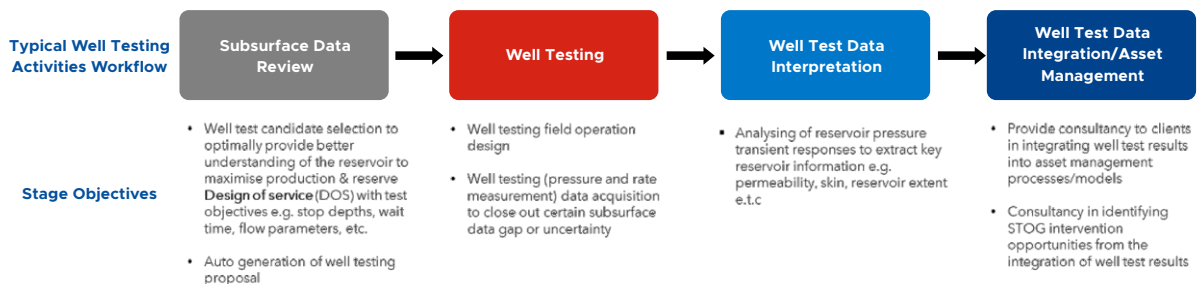 Typical Well Testing
Activities Workflow
Subsurface Data
Review
Well Testing
Well Test Data
Interpretation
Well Test Data
Integration/Asset
Management
Stage Objectives
• Well test candidate selection to
optimally provide better
understanding of the reservoir to
maximise production & reserve
Design of service (DOS) with test
objectives e.g. stop depths, wait
time, flow parameters, etc.
• Auto generation of well testing
proposal
• Well testing field operation
design
• Well testing (pressure and rate
measurement) data acquisition
to close out certain subsurface
data gap or uncertainty
▪ Analysing of reservoir pressure
transient responses to extract key
reservoir information e.g.
permeability, skin, reservoir extent
e.t.c
• Provide consultancy to clients
in integrating well test results
into asset management
processes/models
• Consultancy in identifying
STOG intervention
opportunities from the
integration of well test results